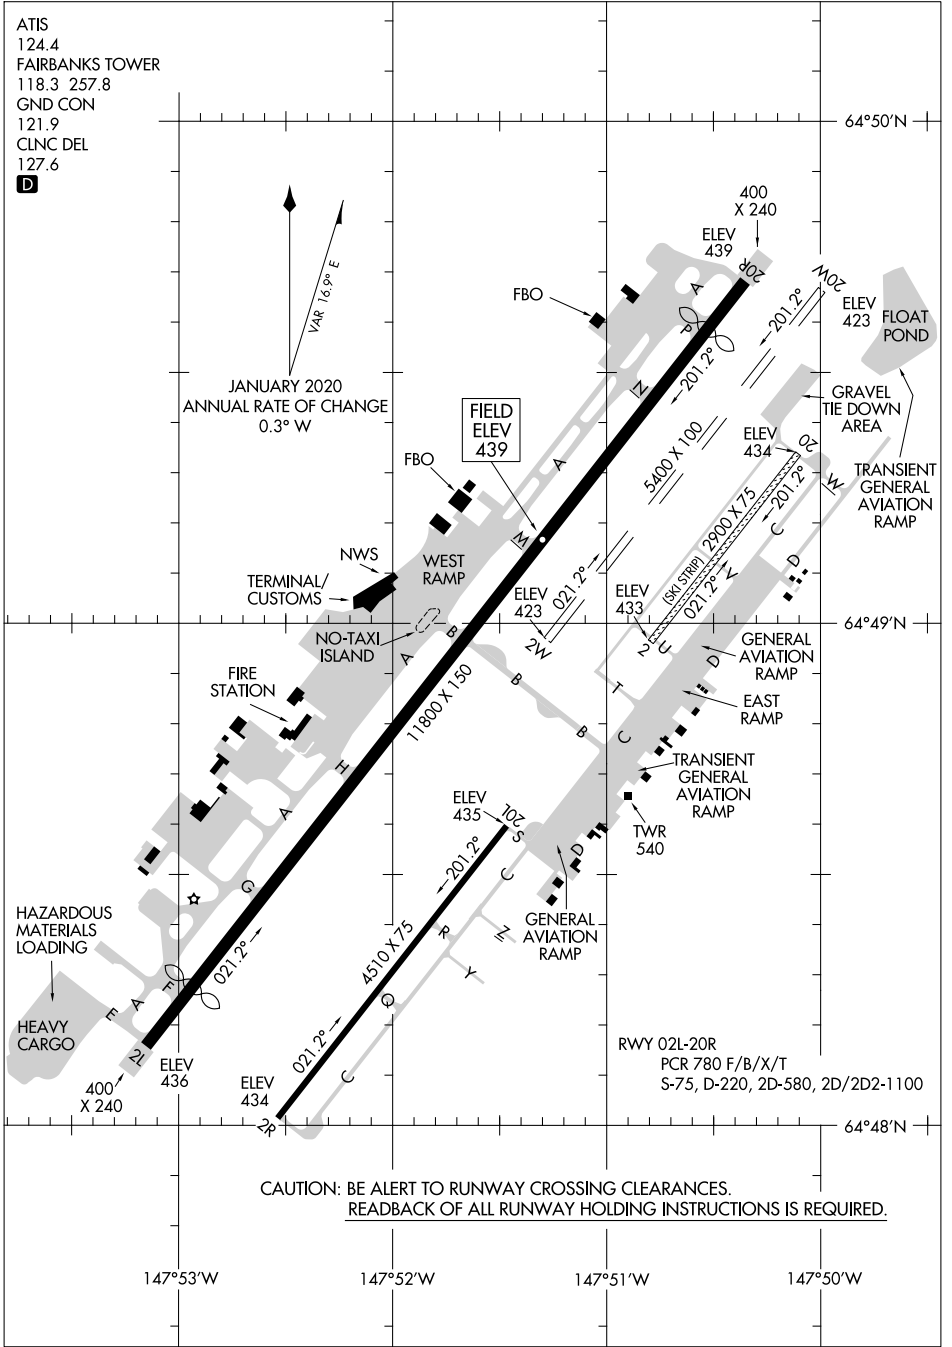 ATIS
124.4
FAIRBANKS TOWER
118.3 257.8
GND CON
121.9
CLNC DEL
127.6
D
64°50'N
VAR 16.9° E
JANUARY 2020
ANNUAL RATE OF CHANGE
0.3° W
400
X 240
ELEV
439
20R
A
P
201.2°
FBO
20W
201.2°
ELEV
423
FLOAT
POND
N
FIELD
ELEV
439
A
5400 X 100
GRAVEL
TIE DOWN
AREA
ELEV
434
20
201.2°
W
TRANSIENT
GENERAL
AVIATION
RAMP
FBO
2900 X 75
(SKI STRIP)
C
D
M
WEST
RAMP
NWS
TERMINAL/
CUSTOMS
021.2°
ELEV
423
2W
ELEV
433
021.2°
V
2
U
64°49'N
NO-TAXI
ISLAND
B
A
B
B
T
C
D
GENERAL
AVIATION
RAMP
EAST
RAMP
FIRE
STATION
11800 X 150
H
A
TRANSIENT
GENERAL
AVIATION
RAMP
TWR
540
ELEV
435
20L
S
201.2°
C
D
GENERAL
AVIATION
RAMP
G
4510 X 75
R
Z
Y
Q
HAZARDOUS
MATERIALS
LOADING
021.2°
F
A
E
HEAVY
CARGO
2L
ELEV
436
400
X 240
021.2°
C
ELEV
434
2R
RWY 02L-20R
PCR 780 F/B/X/T
S-75, D-220, 2D-580, 2D/2D2-1100
64°48'N
CAUTION: BE ALERT TO RUNWAY CROSSING CLEARANCES.
READBACK OF ALL RUNWAY HOLDING INSTRUCTIONS IS REQUIRED.
147°53'W
147°52'W
147°51'W
147°50'W